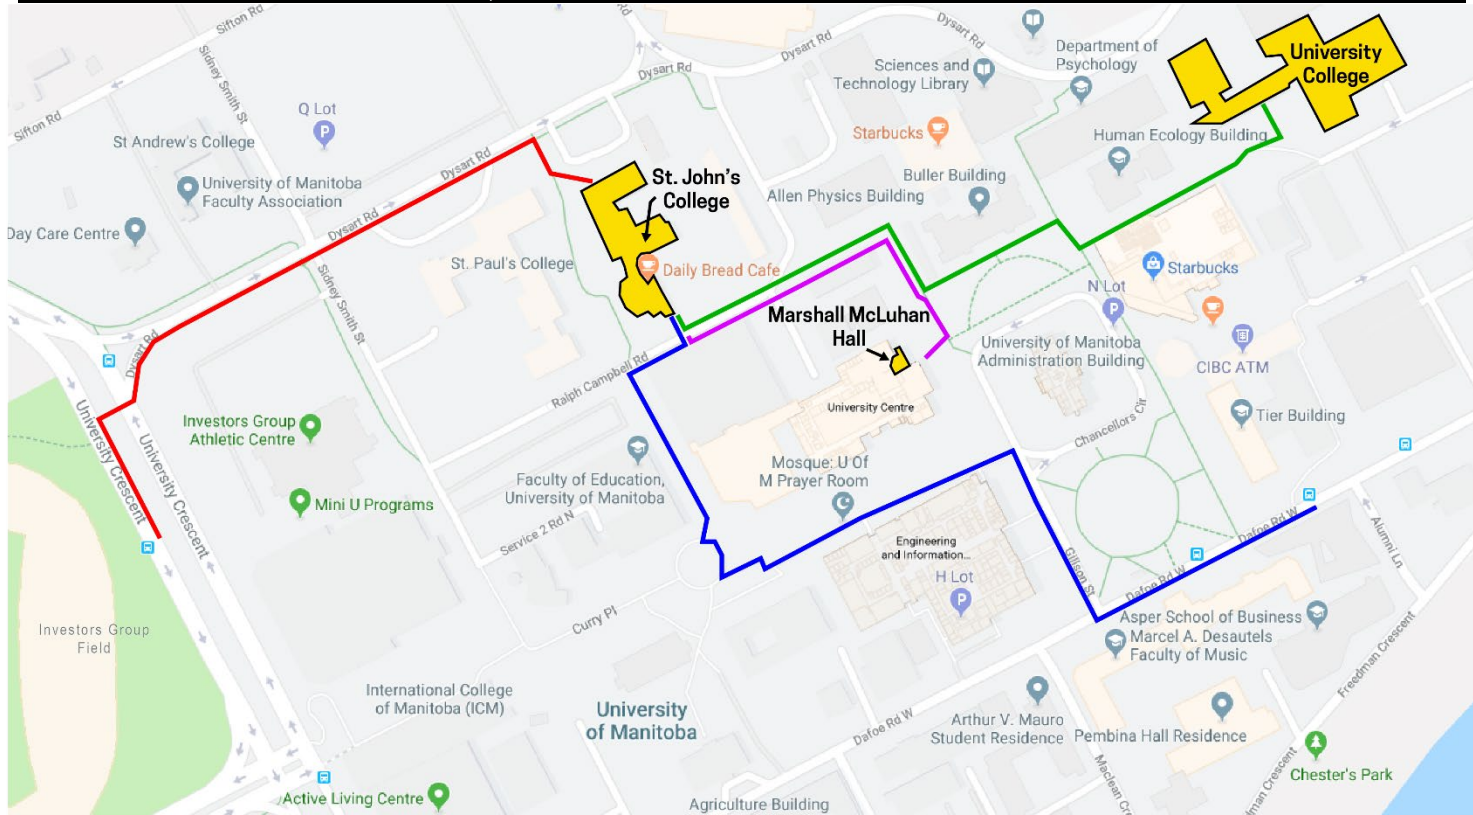 Sifton Rd
Rd
Dysart Rd
Dysart Rd
Department of
Psychology
University
College
Sciences and
Technology Library
Dysart Rd
Sidney Smith St
Q Lot
P
Sifton Rd
St Andrew's College
Starbucks
Human Ecology Building
Dysart Rd
University of Manitoba
Faculty Association
St. John's
College
Buller Building
Allen Physics Building
Day Care Centre
Dysart Rd
St. Paul's College
Daily Bread Cafe
Starbucks
Sidney Smith St
N Lot
P
Marshall McLuhan
Hall
University of Manitoba
Administration Building
Dysart Rd
Ralph Campbell Rd
CIBC ATM
University Centre
Tier Building
Investors Group
Athletic Centre
University Crescent
University Crescent
Chancellors Cir
Mosque: U Of
M Prayer Room
Faculty of Education,
University of Manitoba
Mini U Programs
Service 2 Rd N
Dafoe Rd W
Alumni Ln
Engineering
and Information...
H Lot
P
Gillson St
Dafoe Rd W
Curry Pl
Investors Group
Field
Asper School of Business
Marcel A. Desautels
Faculty of Music
Freedman Crescent
International College
of Manitoba (ICM)
University
of Manitoba
Dafoe Rd W
Arthur V. Mauro
Student Residence
Pembina Hall Residence
Maclean Cr
Chester's Park
Active Living Centre
Agriculture Building
man Crescent